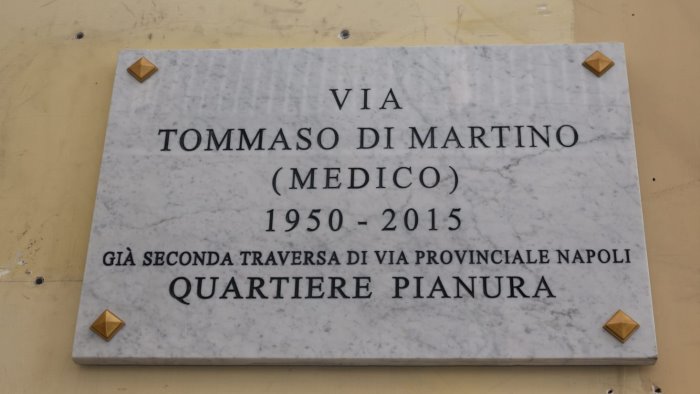 VIA
TOMMASO DI MARTINO
(MEDICO)
1950 - 2015
GIÀ SECONDA TRAVERSA DI VIA PROVINCIALE NAPOLI
QUARTIERE PIANURA